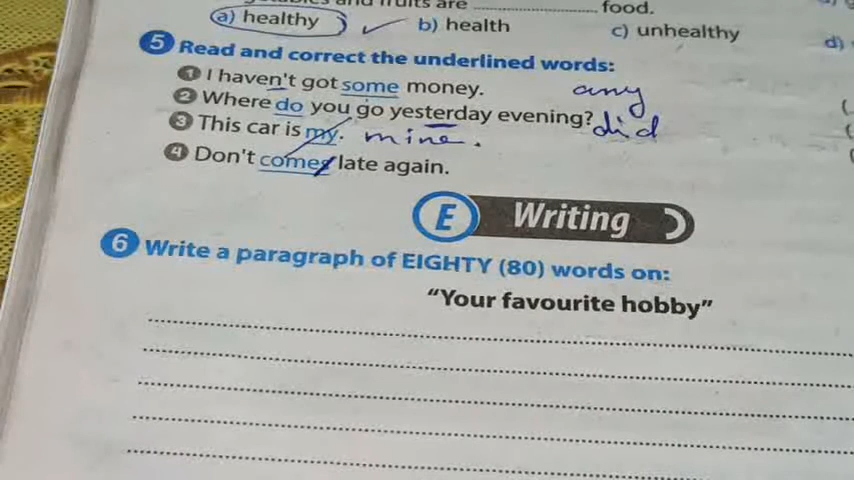 fruits are ........ food.
a) healthy b) health c) unhealthy d)
5 Read and correct the underlined words:
1 I haven't got some money. any
2 Where do you go yesterday evening? did
3 This car is my. mine.
4 Don't comes late again.
E Writing
6 Write a paragraph of EIGHTY (80) words on:
"Your favourite hobby"